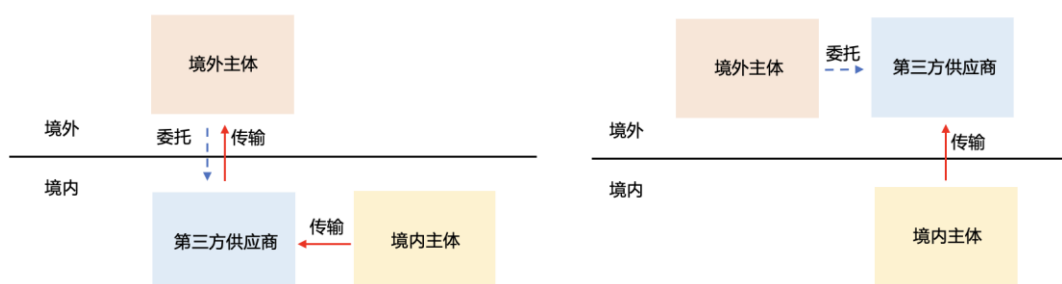 境外主体
委托
传输
境外
境内
第三方供应商
传输
境内主体
境外主体
委托
第三方供应商
境外
传输
境内
境内主体